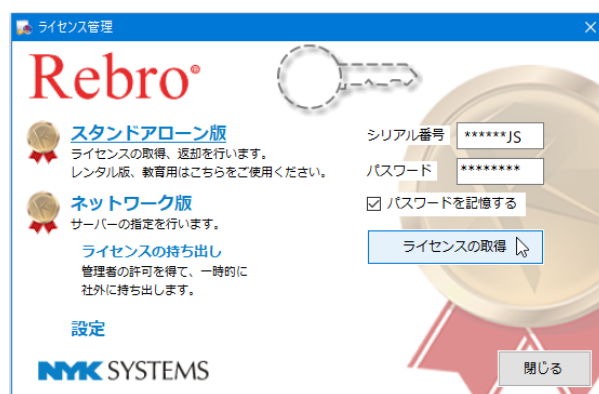 ライセンス管理
Rebro
スタンドアローン版
ライセンスの取得、返却を行います。
レンタル版、教育用はこちらをご使用ください。
ネットワーク版
サーバーの指定を行います。
ライセンスの持ち出し
管理者の許可を得て、一時的に
社外に持ち出します。
設定
NYK SYSTEMS
シリアル番号 ******JS
パスワード ********
パスワードを記憶する
ライセンスの取得
閉じる